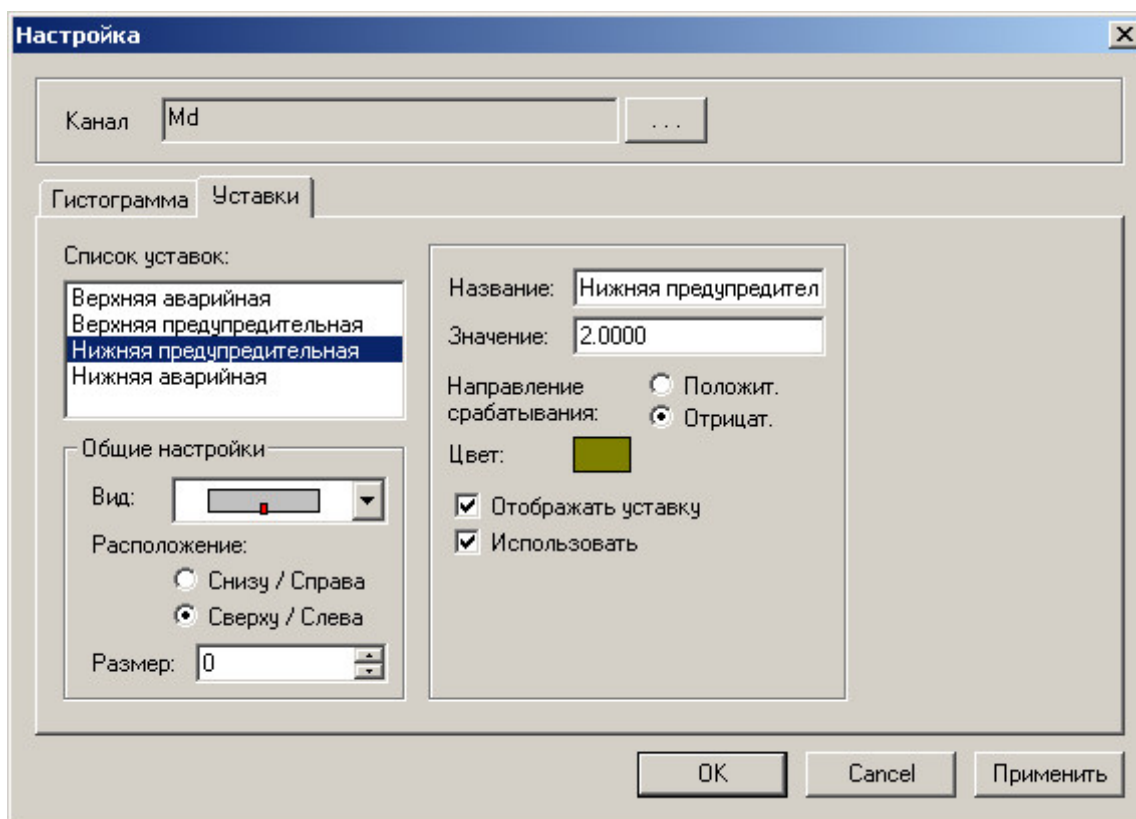 Настройка
Канал
Md
...
Гистограмма
Уставки
Список уставок:
Верхняя аварийная
Верхняя предупредительная
Нижняя предупредительная
Нижняя аварийная
Общие настройки
Вид:
Расположение:
Снизу / Справа
Сверху / Слева
Размер: 0
Название: Нижняя предупредител
Значение: 2.0000
Направление
срабатывания:
Положит.
Отрицат.
Цвет:
Отображать уставку
Использовать
OK
Cancel
Применить